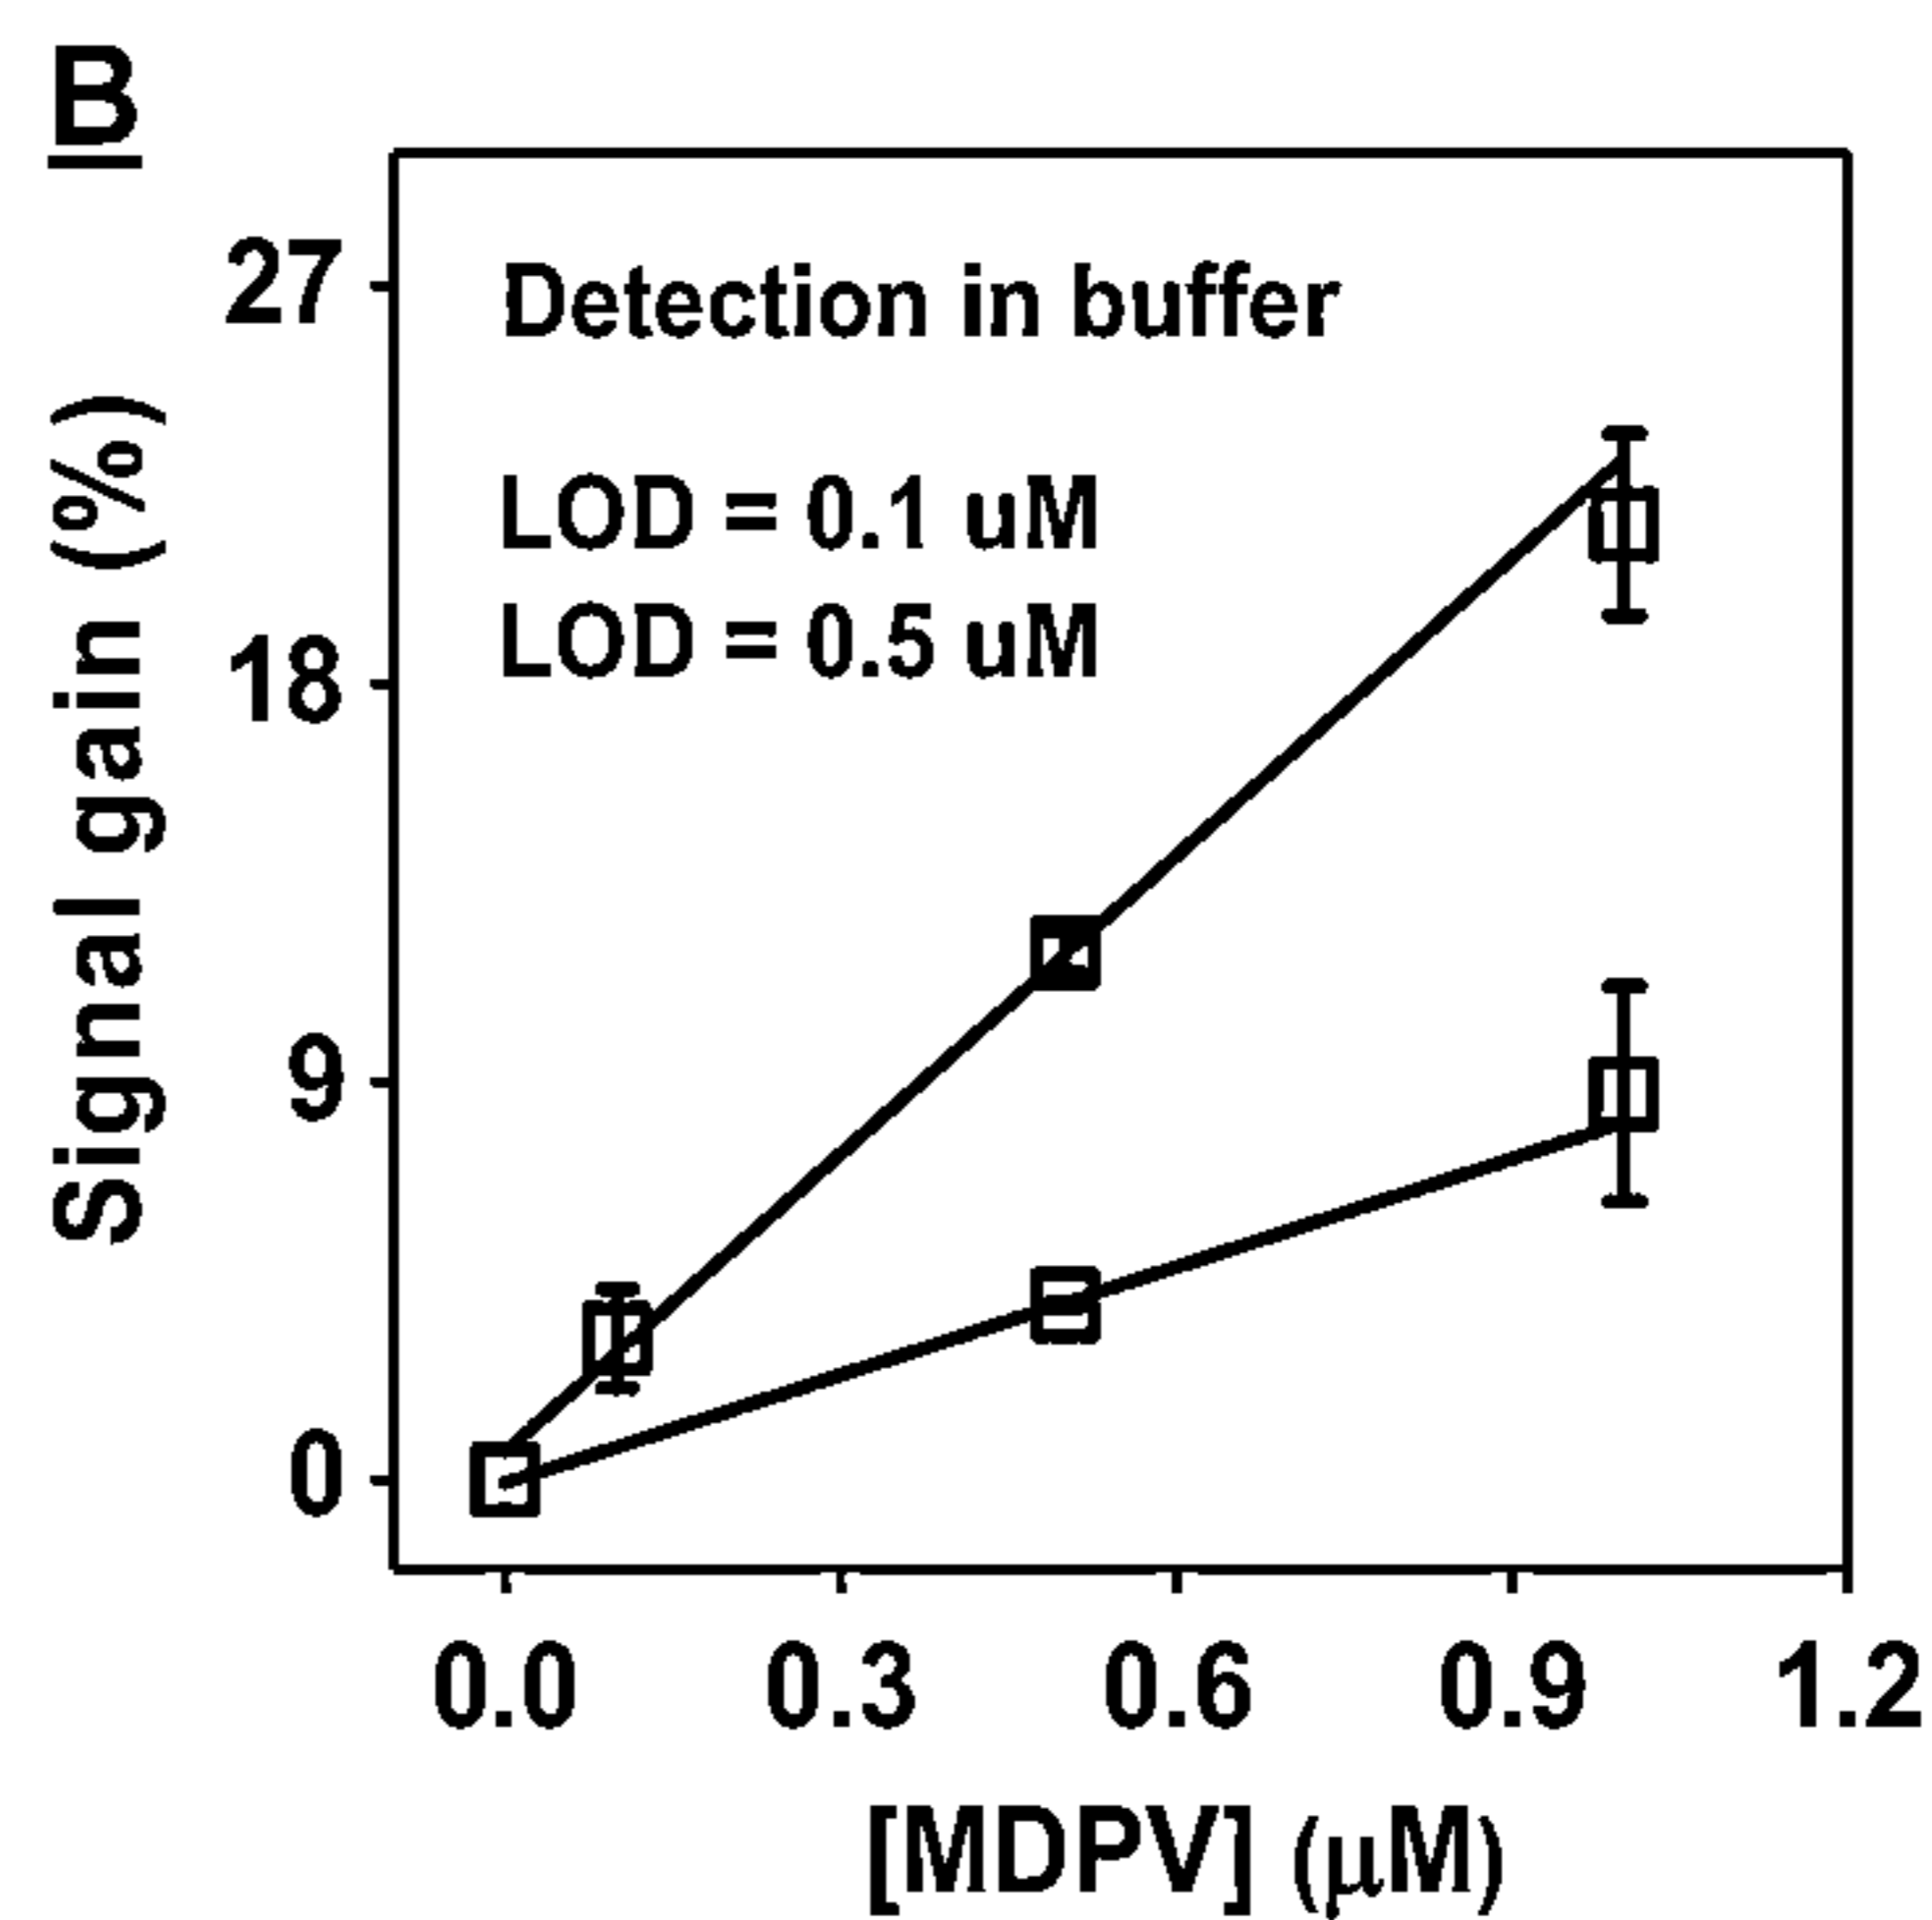 B
27
18
9
0
Signal gain (%)
Detection in buffer
LOD = 0.1 uM
LOD = 0.5 uM
0.0 0.3 0.6 0.9 1.2
[MDPV] (μM)